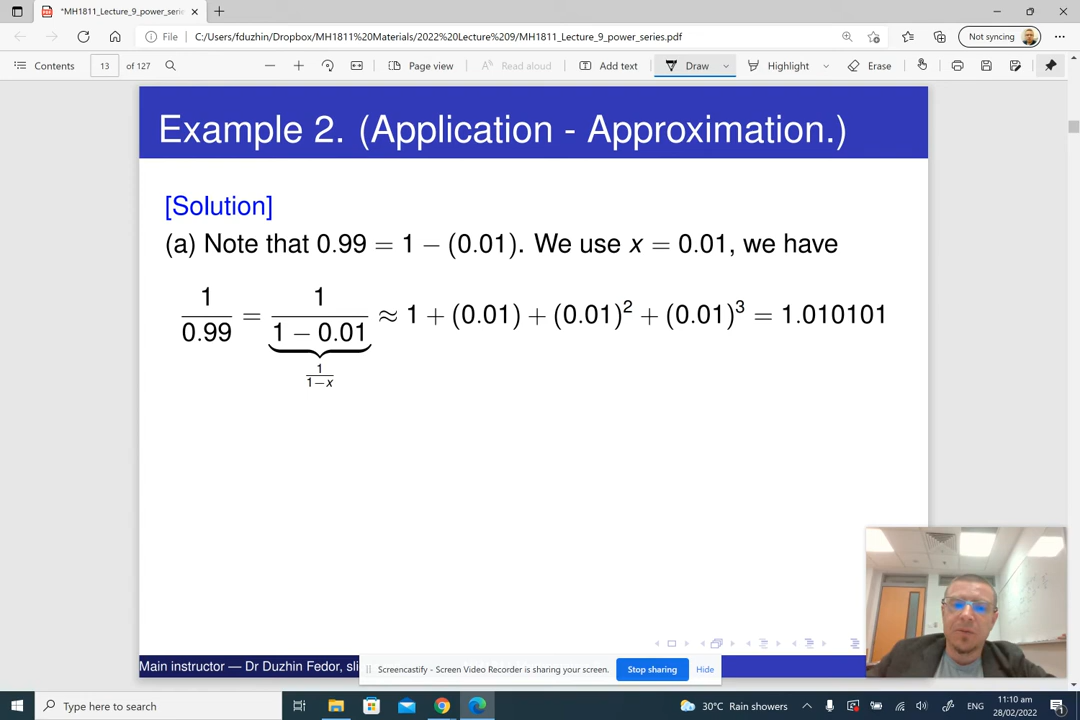 *MH1811_Lecture_9_power_serie
File C:/Users/fduzhin/Dropbox/MH1811%20Materials/2022%20Lecture%209/MH1811_Lecture_9_power_series.pdf Not syncing
Contents 13 of 127 Page view Read aloud Add text Draw Highlight Erase
Example 2. (Application - Approximation.)
[Solution]
(a) Note that 0.99 = 1 − (0.01). We use x = 0.01, we have
1/0.99 = 1/(1 − 0.01) ≈ 1 + (0.01) + (0.01)² + (0.01)³ = 1.010101
1/(1−x)
Main instructor — Dr Duzhin Fedor, sli
Screencastify - Screen Video Recorder is sharing your screen. Stop sharing Hide
Type here to search 30°C Rain showers ENG 11:10 am
28/02/2022 1